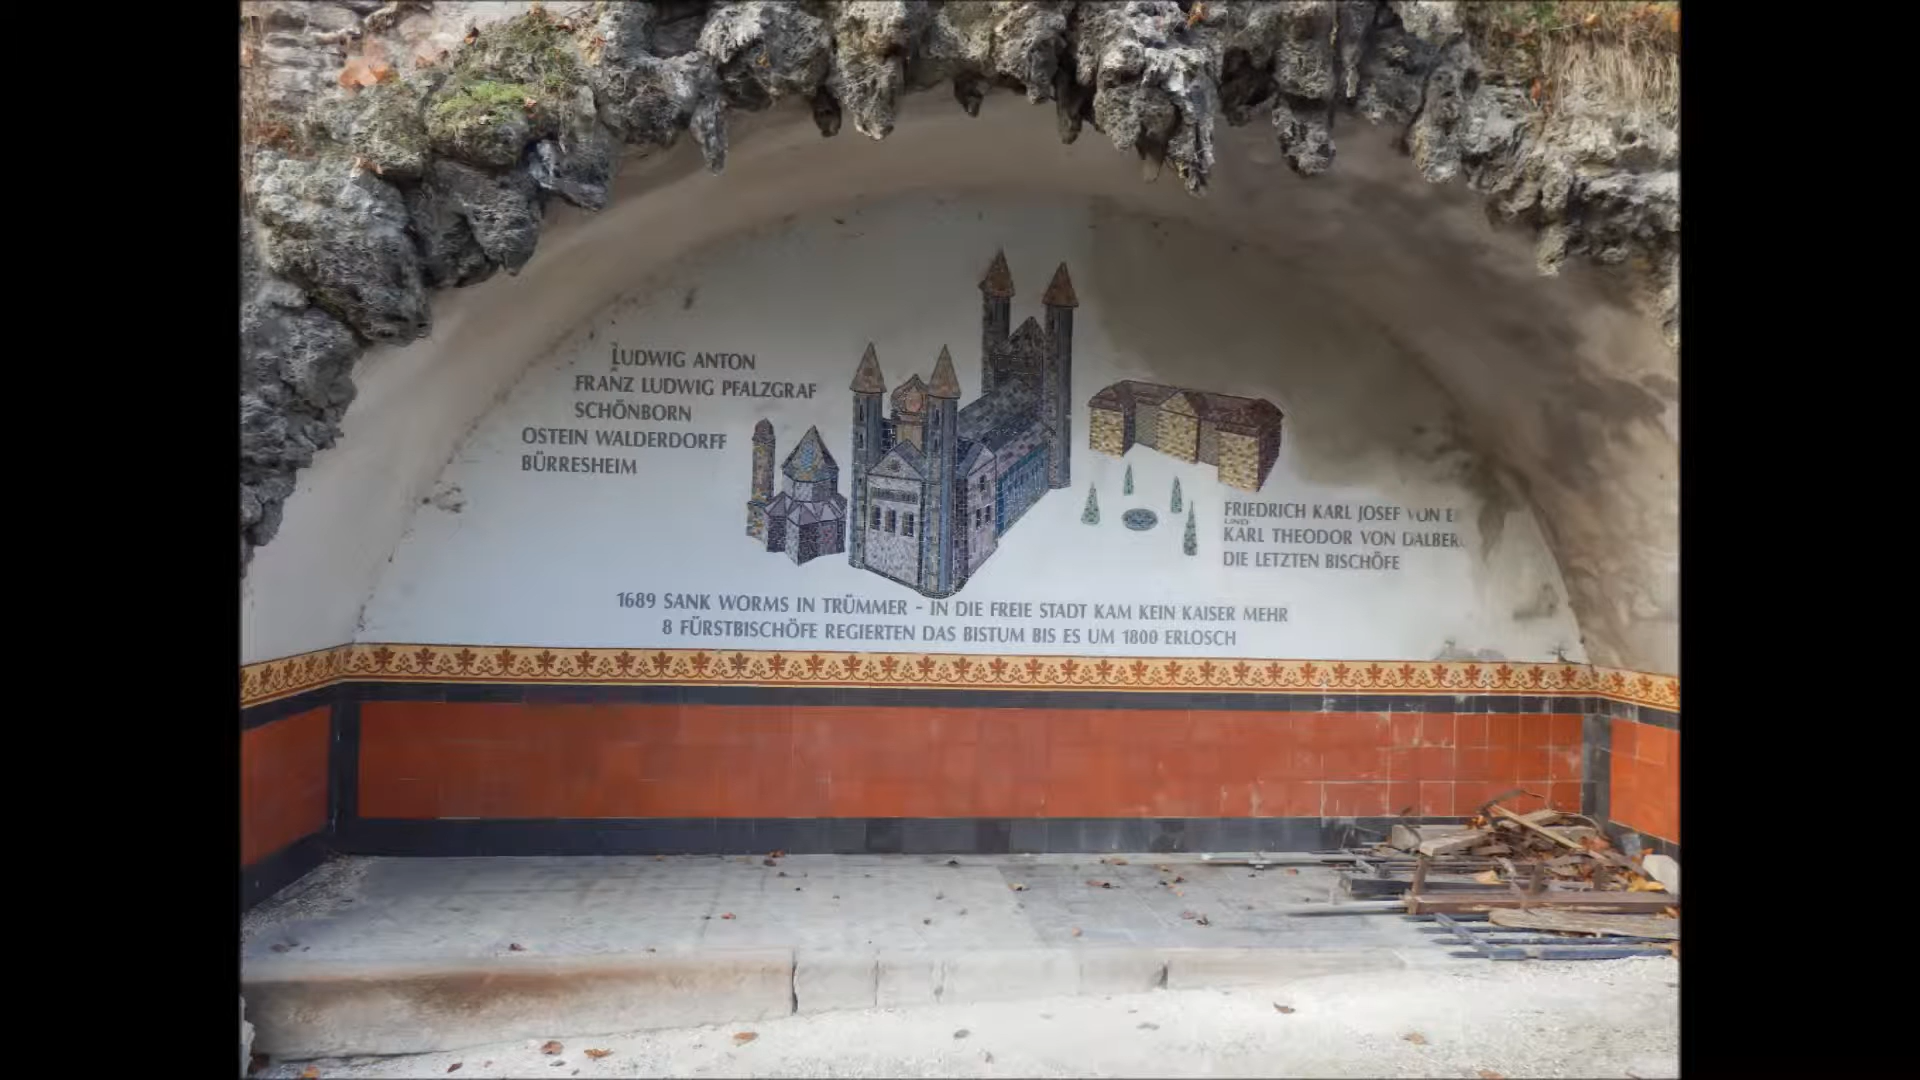 LUDWIG ANTON
FRANZ LUDWIG PFALZGRAF
SCHÖNBORN
OSTEIN WALDERDORFF
BÜRRESHEIM
FRIEDRICH KARL JOSEF VON
UND
KARL THEODOR VON DALBER
DIE LETZTEN BISCHÖFE
1689 SANK WORMS IN TRÜMMER - IN DIE FREIE STADT KAM KEIN KAISER MEHR
8 FÜRSTBISCHÖFE REGIERTEN DAS BISTUM BIS ES UM 1800 ERLOSCH